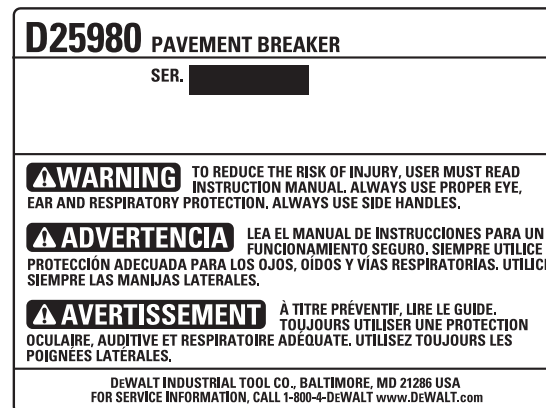 D25980 PAVEMENT BREAKER
SER.
WARNING TO REDUCE THE RISK OF INJURY, USER MUST READ
INSTRUCTION MANUAL. ALWAYS USE PROPER EYE,
EAR AND RESPIRATORY PROTECTION. ALWAYS USE SIDE HANDLES.
ADVERTENCIA LEA EL MANUAL DE INSTRUCCIONES PARA UN
FUNCIONAMIENTO SEGURO. SIEMPRE UTILICE
PROTECCIÓN ADECUADA PARA LOS OJOS, OÍDOS Y VÍAS RESPIRATORIAS. UTILICE
SIEMPRE LAS MANIJAS LATERALES.
AVERTISSEMENT À TITRE PRÉVENTIF, LIRE LE GUIDE.
TOUJOURS UTILISER UNE PROTECTION
OCULAIRE, AUDITIVE ET RESPIRATOIRE ADÉQUATE. UTILISEZ TOUJOURS LES
POIGNÉES LATÉRALES.
DEWALT INDUSTRIAL TOOL CO., BALTIMORE, MD 21286 USA
FOR SERVICE INFORMATION, CALL 1-800-4-DEWALT www.DEWALT.com